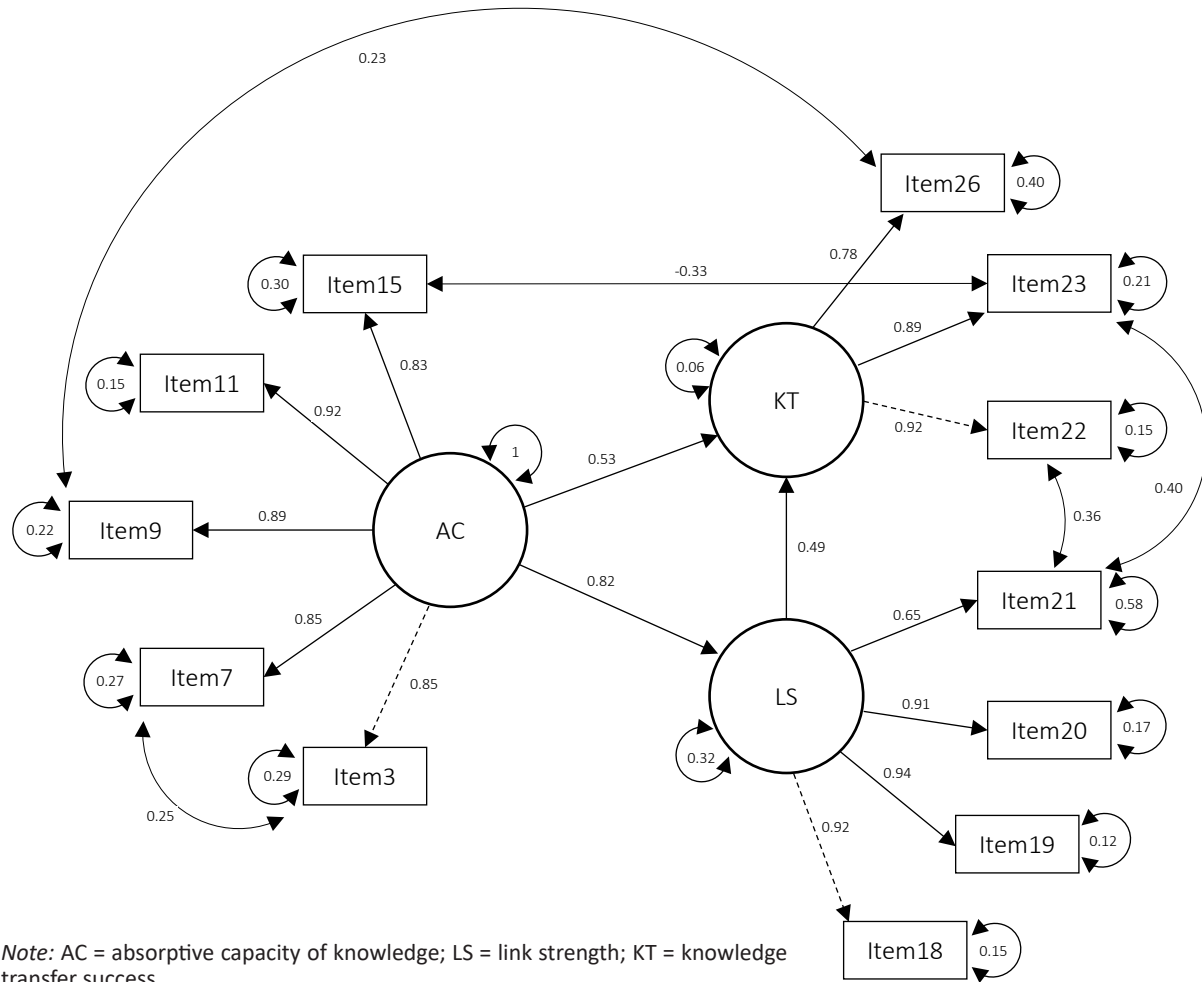 0.23
Item26
0.40
0.78
Item15
0.30
-0.33
Item23
0.21
0.83
0.89
Item11
0.15
0.92
0.06
KT
Item22
0.92
0.15
1
0.53
0.40
Item9
0.22
0.89
AC
0.36
0.49
0.82
Item21
0.58
0.65
0.85
Item7
0.27
0.85
LS
0.91
Item20
0.17
0.32
Item3
0.29
0.94
0.25
0.92
Item19
0.12
Item18
0.15
Note: AC = absorptive capacity of knowledge; LS = link strength; KT = knowledge
transfer success